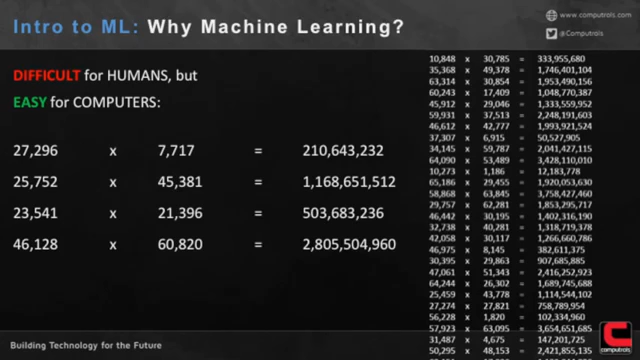 Intro to ML: Why Machine Learning?
www.computrols.com
@Computrols
DIFFICULT for HUMANS, but
EASY for COMPUTERS:
27,296 x 7,717 = 210,643,232
25,752 x 45,381 = 1,168,651,512
23,541 x 21,396 = 503,683,236
46,128 x 60,820 = 2,805,504,960
10,848 x 30,785 = 333,955,680
35,368 x 49,378 = 1,746,401,104
63,314 x 30,854 = 1,953,490,156
60,243 x 17,409 = 1,048,770,387
45,912 x 29,046 = 1,333,559,952
59,931 x 37,513 = 2,248,191,603
46,612 x 42,777 = 1,993,921,524
37,307 x 6,915 = 50,527,905
34,145 x 59,787 = 2,041,427,115
64,090 x 53,489 = 3,428,110,010
10,273 x 1,186 = 12,183,778
65,186 x 29,455 = 1,920,053,630
58,868 x 63,845 = 3,758,427,460
29,757 x 62,281 = 1,853,295,717
46,442 x 30,195 = 1,402,316,190
32,738 x 40,281 = 1,318,719,378
42,058 x 30,117 = 1,266,660,786
46,975 x 8,145 = 382,611,375
30,395 x 29,863 = 907,685,885
47,061 x 51,343 = 2,416,252,923
64,244 x 26,302 = 1,689,745,688
25,459 x 43,778 = 1,114,544,102
27,274 x 27,821 = 758,789,954
56,228 x 1,820 = 102,334,960
57,923 x 63,095 = 3,654,651,685
31,487 x 4,675 = 147,201,725
50,295 x 48,153 = 2,421,855,135
computrols
Building Technology for the Future